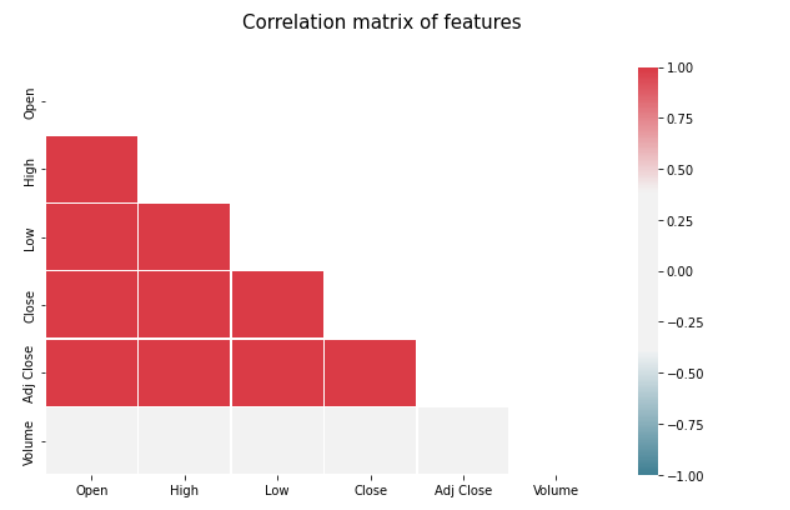 Correlation matrix of features
Open
High
Low
Close
Adj Close
Volume
Open High Low Close Adj Close Volume
1.00
0.75
0.50
0.25
0.00
−0.25
−0.50
−0.75
−1.00